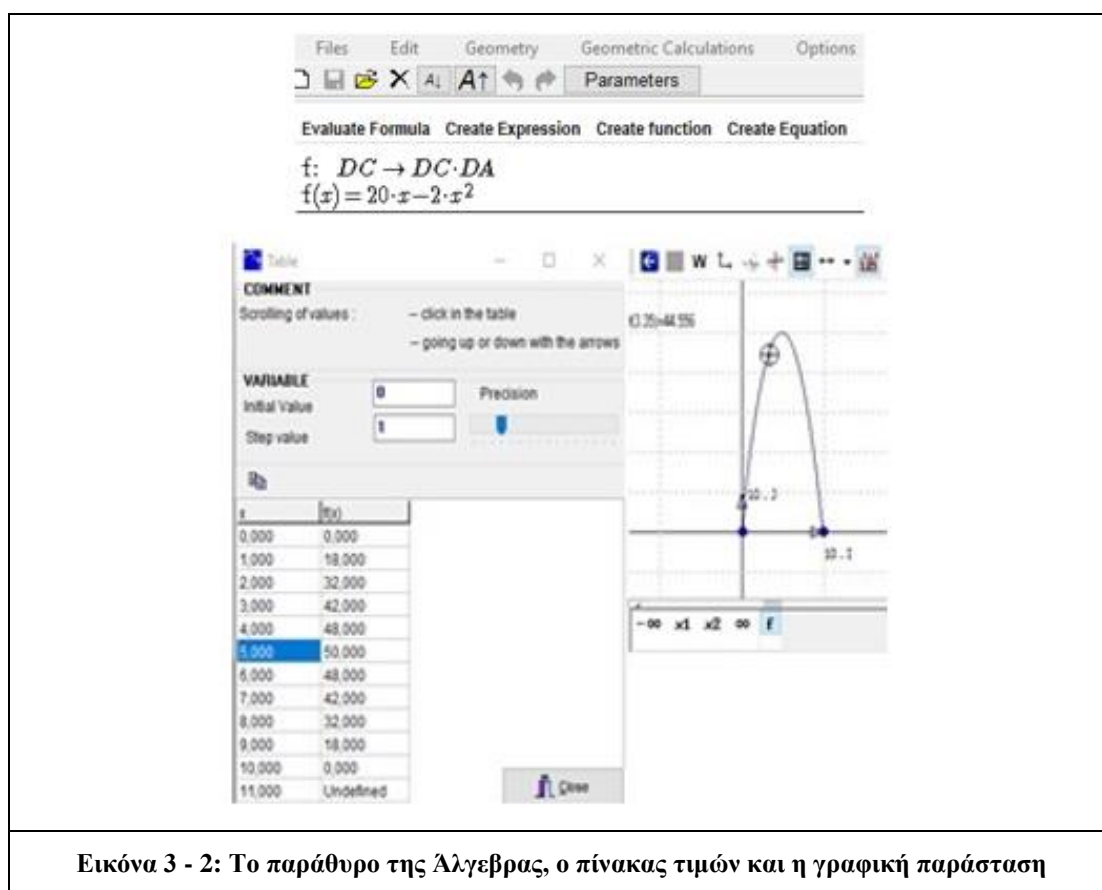 Files Edit Geometry Geometric Calculations Options
A↓ A↑ Parameters
Evaluate Formula Create Expression Create function Create Equation
f: DC → DC·DA
f(x)=20·x−2·x²
Table
COMMENT
Scrolling of values : – click in the table
– going up or down with the arrows
VARIABLE
Initial Value 0 Precision
Step value 1
x f(x)
0,000 0,000
1,000 18,000
2,000 32,000
3,000 42,000
4,000 48,000
5,000 50,000
6,000 48,000
7,000 42,000
8,000 32,000
9,000 18,000
10,000 0,000
11,000 Undefined
Close
W
10 . J
10 . I
−∞ x1 x2 ∞ f
Εικόνα 3 - 2: Το παράθυρο της Άλγεβρας, ο πίνακας τιμών και η γραφική παράσταση